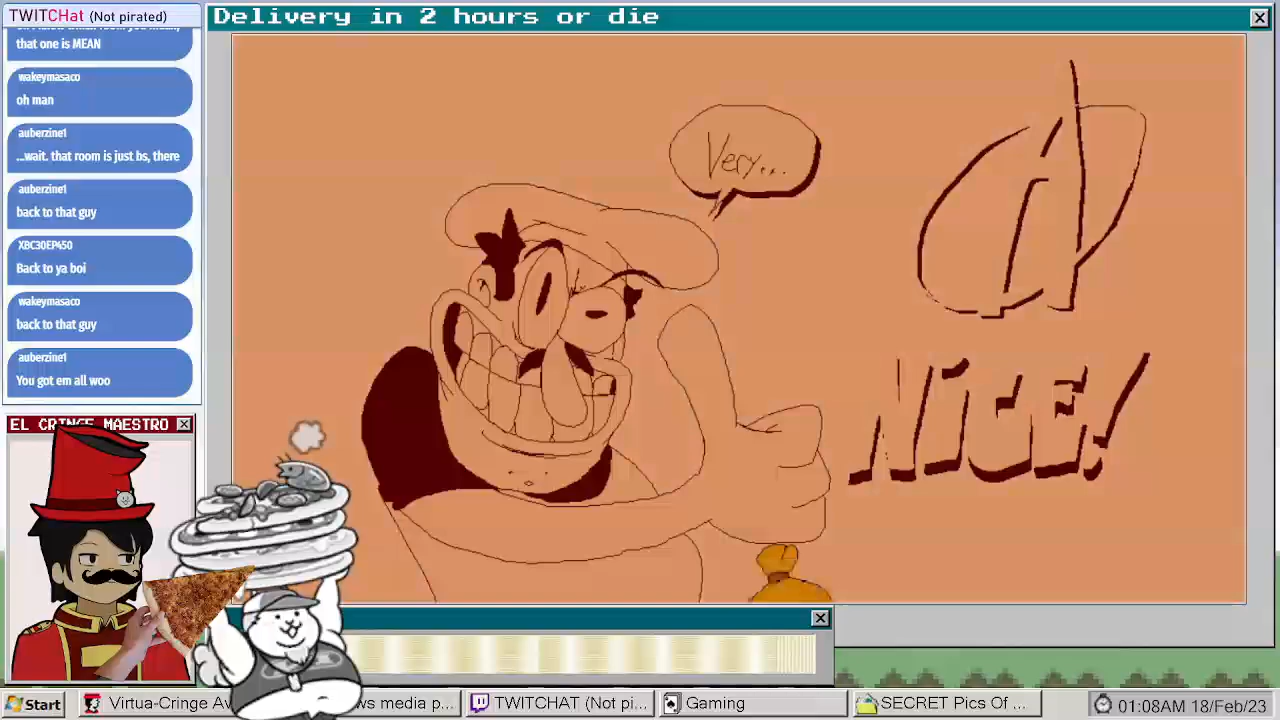 TWITCHat (Not pirated)
that one is MEAN
wakeymasaco
oh man
auberzine1
...wait. that room is just bs, there
auberzine1
back to that guy
XBC30EP450
Back to ya boi
wakeymasaco
back to that guy
auberzine1
You got em all woo
Delivery in 2 hours or die
Very...
NICE!
EL CRINGE MAESTRO
Start
Virtua-Cringe Av
ws media p...
TWITCHAT (Not pi...
Gaming
SECRET Pics Of ...
01:08AM 18/Feb/23